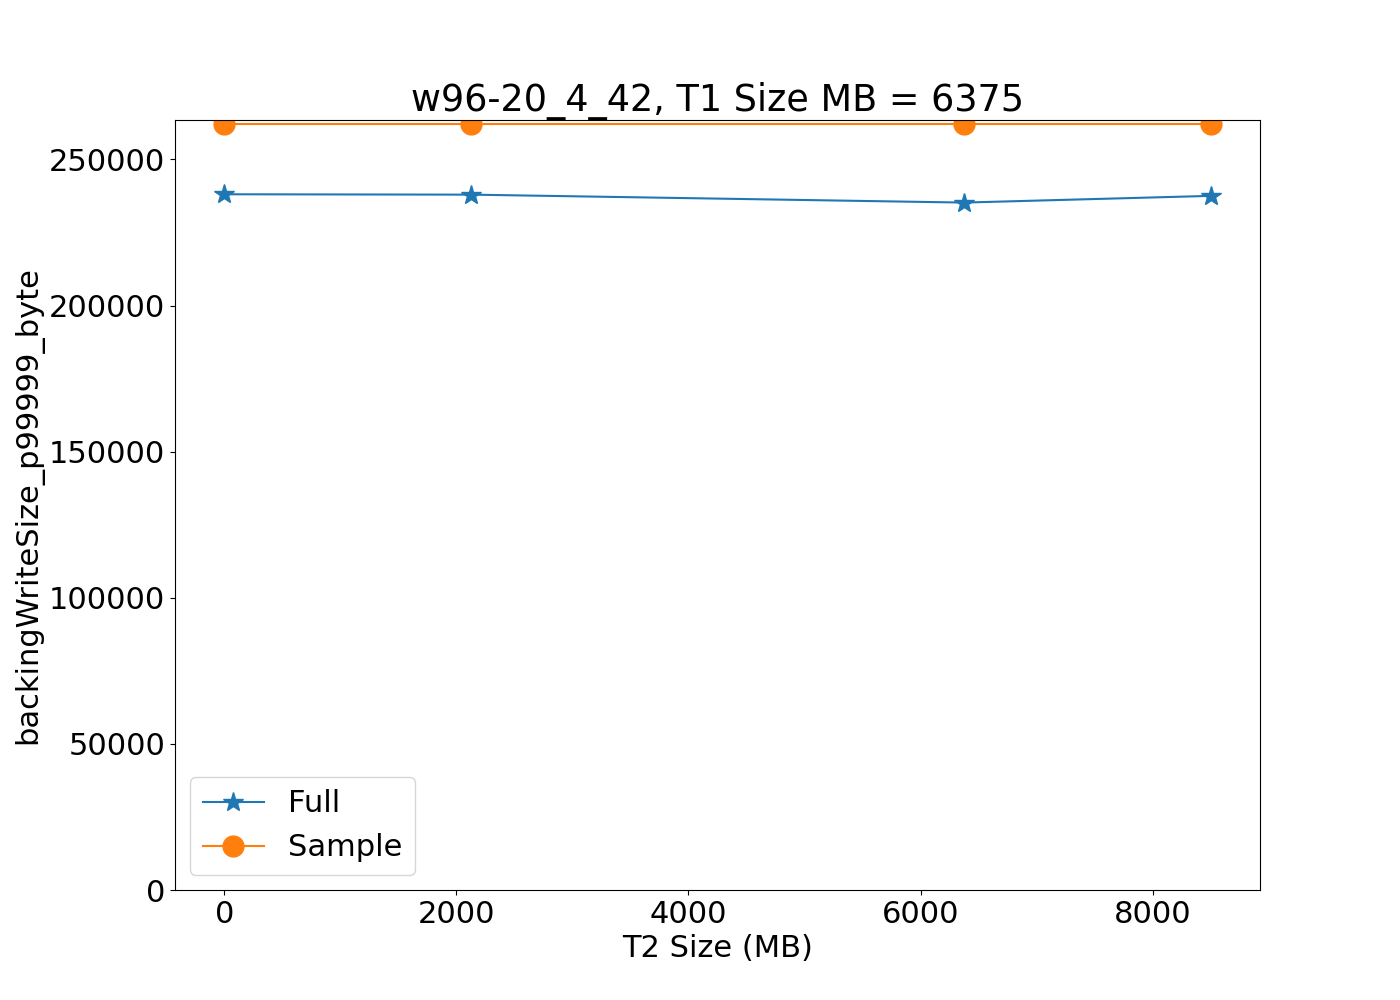 w96-20_4_42, T1 Size MB = 6375
backingWriteSize_p99999_byte
250000
200000
150000
100000
50000
0
Full
Sample
0 2000 4000 6000 8000
T2 Size (MB)